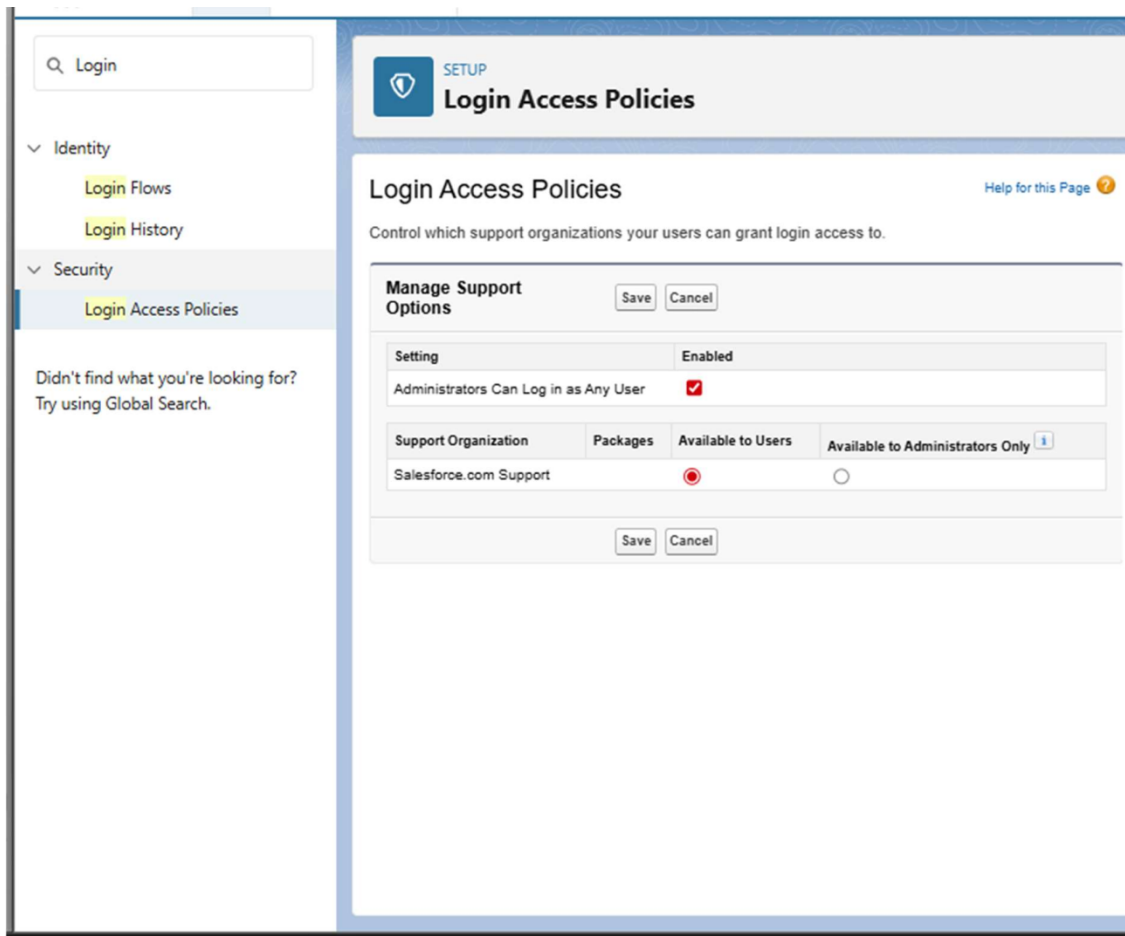 Login
Identity
Login Flows
Login History
Security
Login Access Policies
Didn't find what you're looking for?
Try using Global Search.
SETUP
Login Access Policies
Login Access Policies
Help for this Page
Control which support organizations your users can grant login access to.
Manage Support
Options
Save Cancel
Setting Enabled
Administrators Can Log in as Any User
Support Organization Packages Available to Users Available to Administrators Only i
Salesforce.com Support
Save Cancel